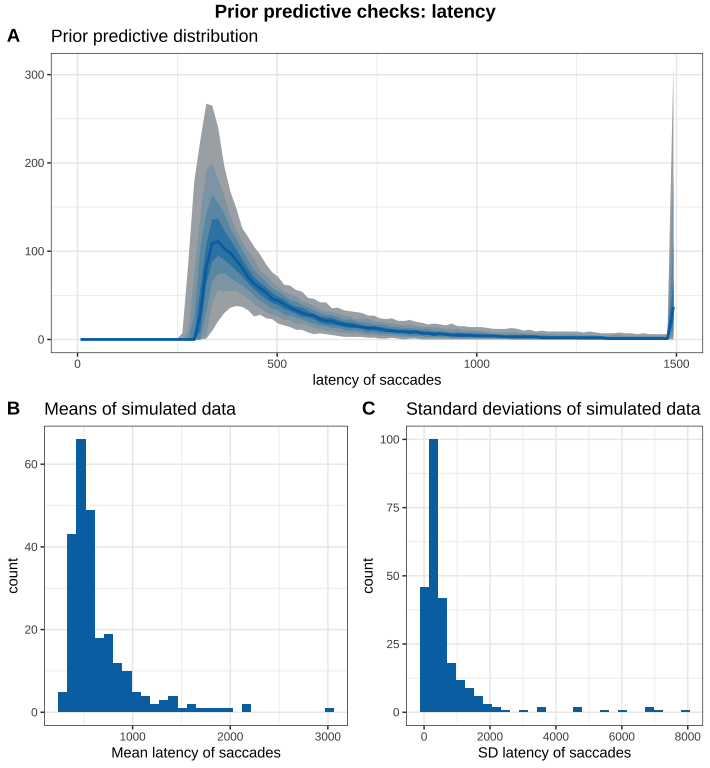 Prior predictive checks: latency
A Prior predictive distribution
300
200
100
0
0 500 1000 1500
latency of saccades
B Means of simulated data
60
40
20
0
count
1000 2000 3000
Mean latency of saccades
C Standard deviations of simulated data
100
75
50
25
0
count
0 2000 4000 6000 8000
SD latency of saccades